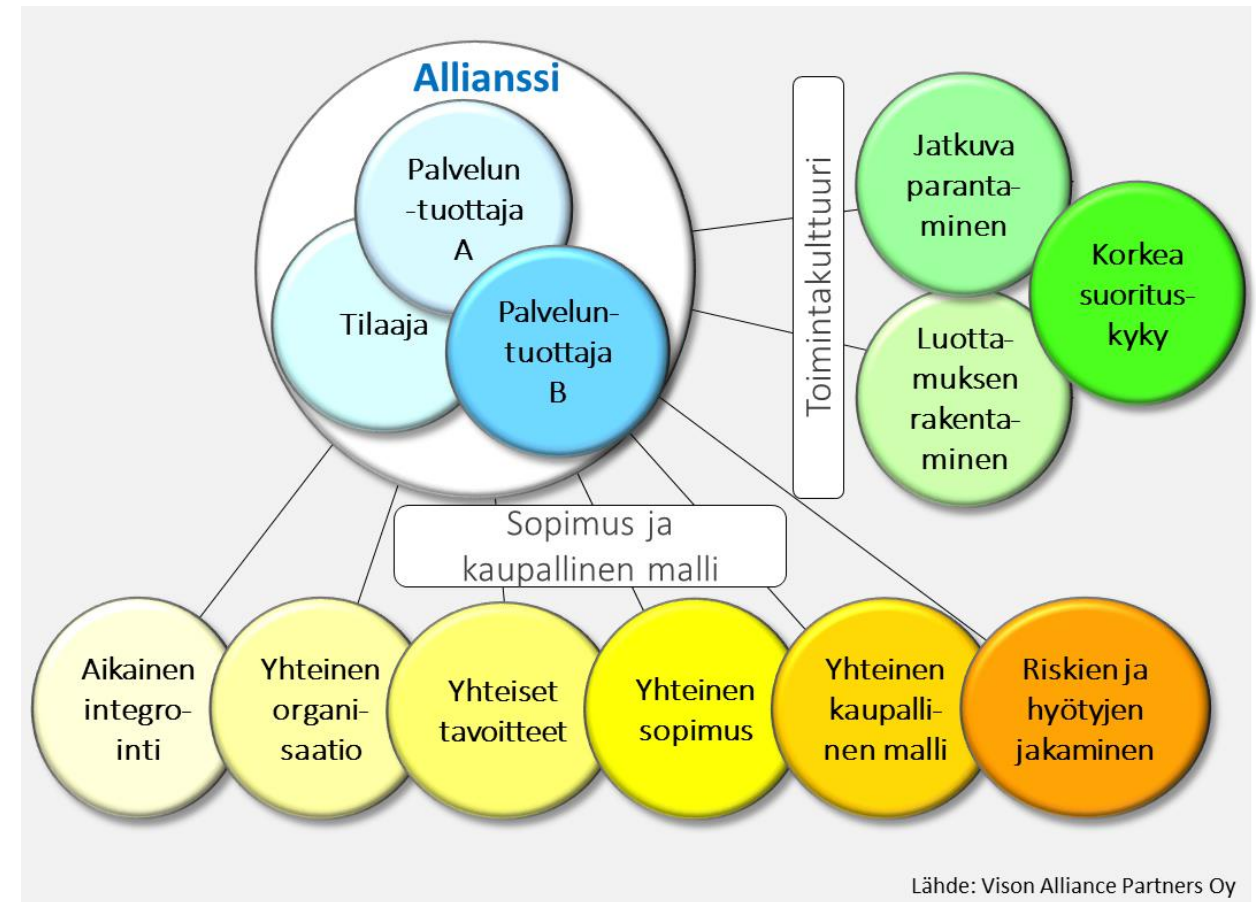 Allianssi
Palvelun
-tuottaja
A
Tilaaja
Palvelun-
tuottaja
B
Toimintakulttuuri
Jatkuva
paranta-
minen
Korkea
suoritus-
kyky
Luotta-
muksen
rakenta-
minen
Sopimus ja
kaupallinen malli
Aikainen
integro-
inti
Yhteinen
organi-
saatio
Yhteiset
tavoitteet
Yhteinen
sopimus
Yhteinen
kaupalli-
nen malli
Riskien ja
hyötyjen
jakaminen
Lähde: Vison Alliance Partners Oy